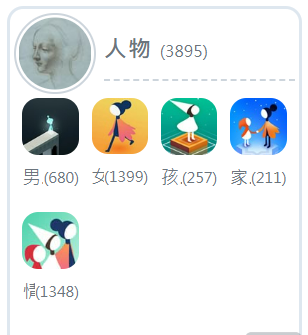 人物 (3895)
男.(680) 女(1399) 孩.(257) 家.(211)
情(1348)